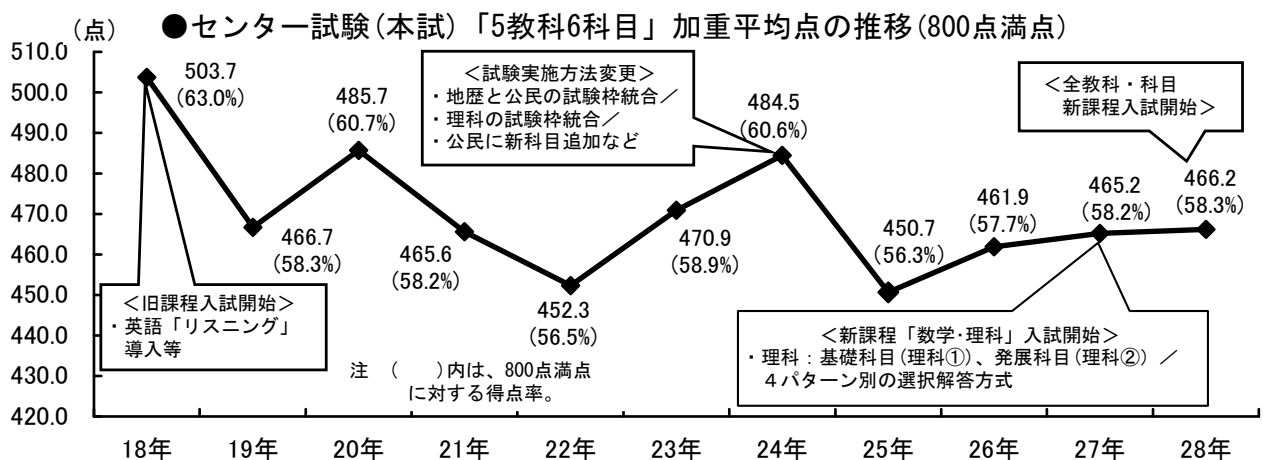 ●センター試験(本試)「5教科6科目」加重平均点の推移(800点満点)
(点)
510.0
500.0
490.0
480.0
470.0
460.0
450.0
440.0
430.0
420.0
503.7
(63.0%)
466.7
(58.3%)
485.7
(60.7%)
465.6
(58.2%)
452.3
(56.5%)
470.9
(58.9%)
484.5
(60.6%)
450.7
(56.3%)
461.9
(57.7%)
465.2
(58.2%)
466.2
(58.3%)
<旧課程入試開始>
・英語「リスニング」
導入等
<試験実施方法変更>
・地歴と公民の試験枠統合/
・理科の試験枠統合/
・公民に新科目追加など
<全教科・科目
新課程入試開始>
<新課程「数学・理科」入試開始>
・理科:基礎科目(理科①)、発展科目(理科②) /
4パターン別の選択解答方式
注 ( )内は、800点満点
に対する得点率。
18年 19年 20年 21年 22年 23年 24年 25年 26年 27年 28年